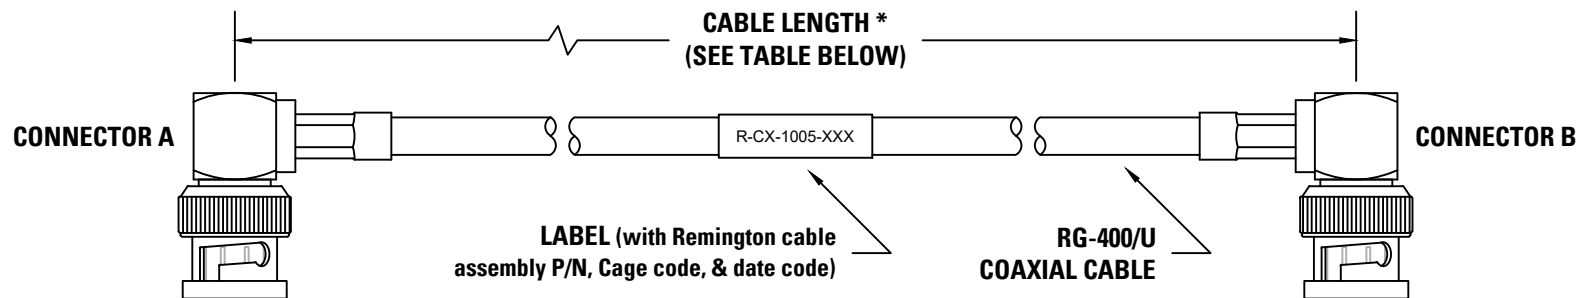 CABLE LENGTH *
(SEE TABLE BELOW)
CONNECTOR A
R-CX-1005-XXX
CONNECTOR B
LABEL (with Remington cable
assembly P/N, Cage code, & date code)
RG-400/U
COAXIAL CABLE